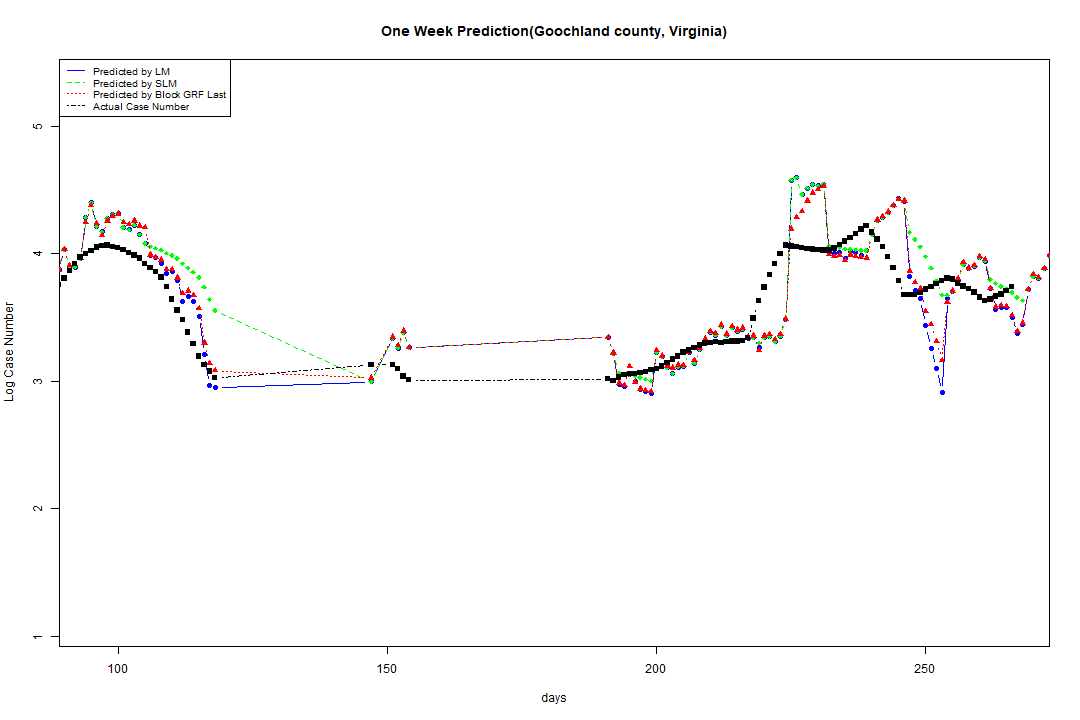 One Week Prediction(Goochland county, Virginia)
Predicted by LM
Predicted by SLM
Predicted by Block GRF Last
Actual Case Number
5
4
3
2
1
Log Case Number
100 150 200 250
days